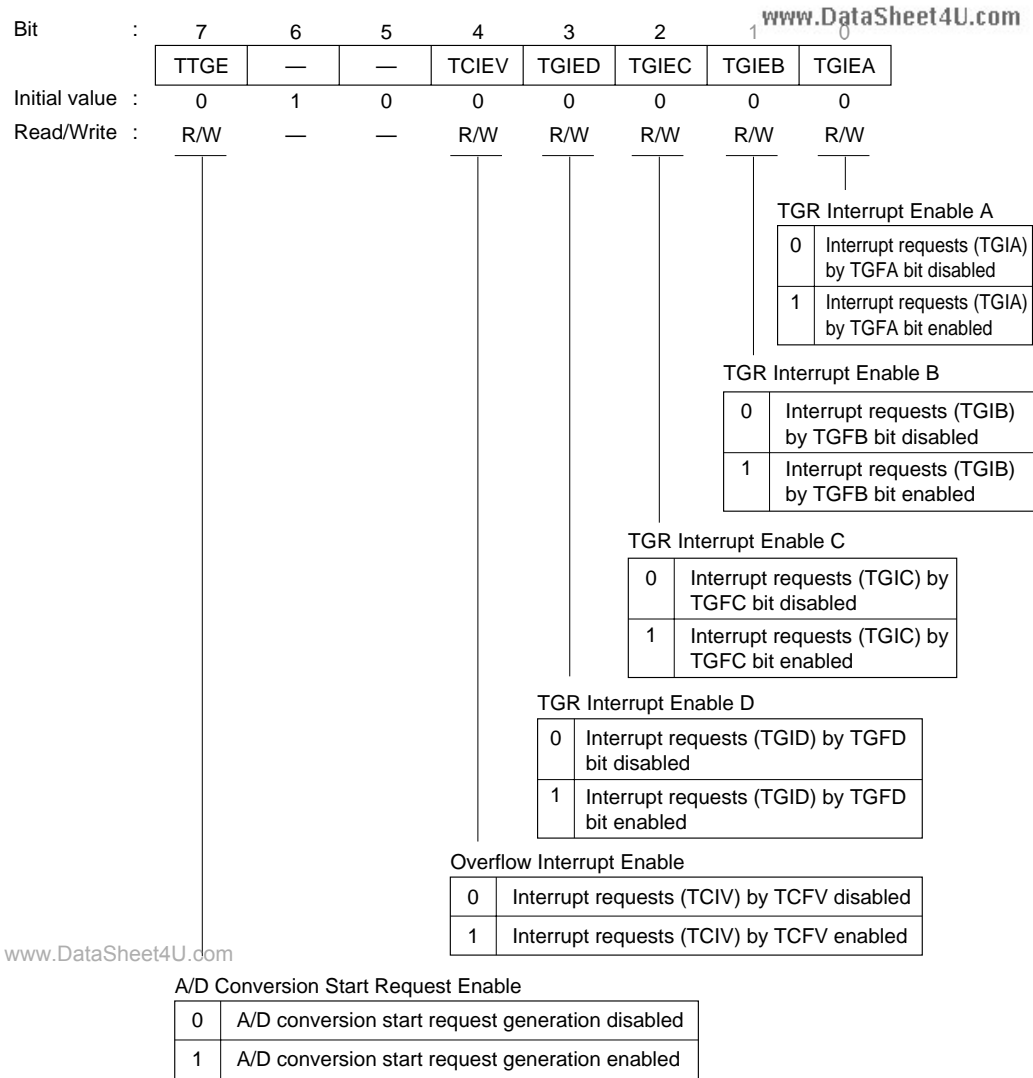 www.DataSheet4U.com
Bit : 7 6 5 4 3 2 1 0
TTGE — — TCIEV TGIED TGIEC TGIEB TGIEA
Initial value : 0 1 0 0 0 0 0 0
Read/Write : R/W — — R/W R/W R/W R/W R/W
TGR Interrupt Enable A
0 Interrupt requests (TGIA)
by TGFA bit disabled
1 Interrupt requests (TGIA)
by TGFA bit enabled
TGR Interrupt Enable B
0 Interrupt requests (TGIB)
by TGFB bit disabled
1 Interrupt requests (TGIB)
by TGFB bit enabled
TGR Interrupt Enable C
0 Interrupt requests (TGIC) by
TGFC bit disabled
1 Interrupt requests (TGIC) by
TGFC bit enabled
TGR Interrupt Enable D
0 Interrupt requests (TGID) by TGFD
bit disabled
1 Interrupt requests (TGID) by TGFD
bit enabled
Overflow Interrupt Enable
0 Interrupt requests (TCIV) by TCFV disabled
1 Interrupt requests (TCIV) by TCFV enabled
www.DataSheet4U.com
A/D Conversion Start Request Enable
0 A/D conversion start request generation disabled
1 A/D conversion start request generation enabled